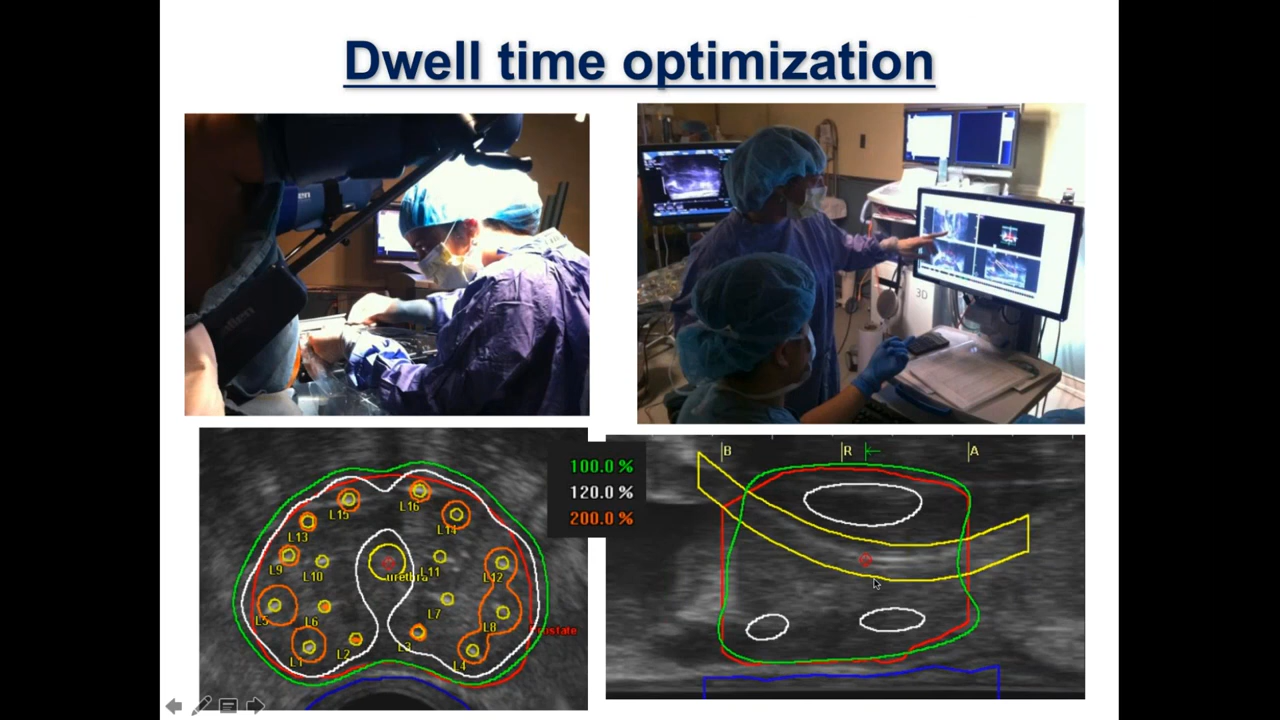 Dwell time optimization
3D
100.0 %
120.0 %
200.0 %
L15
L16
L14
L13
L9
L10
L11
L12
urethra
L5
L6
L7
L8
L1
L2
L3
L4
B
R
A